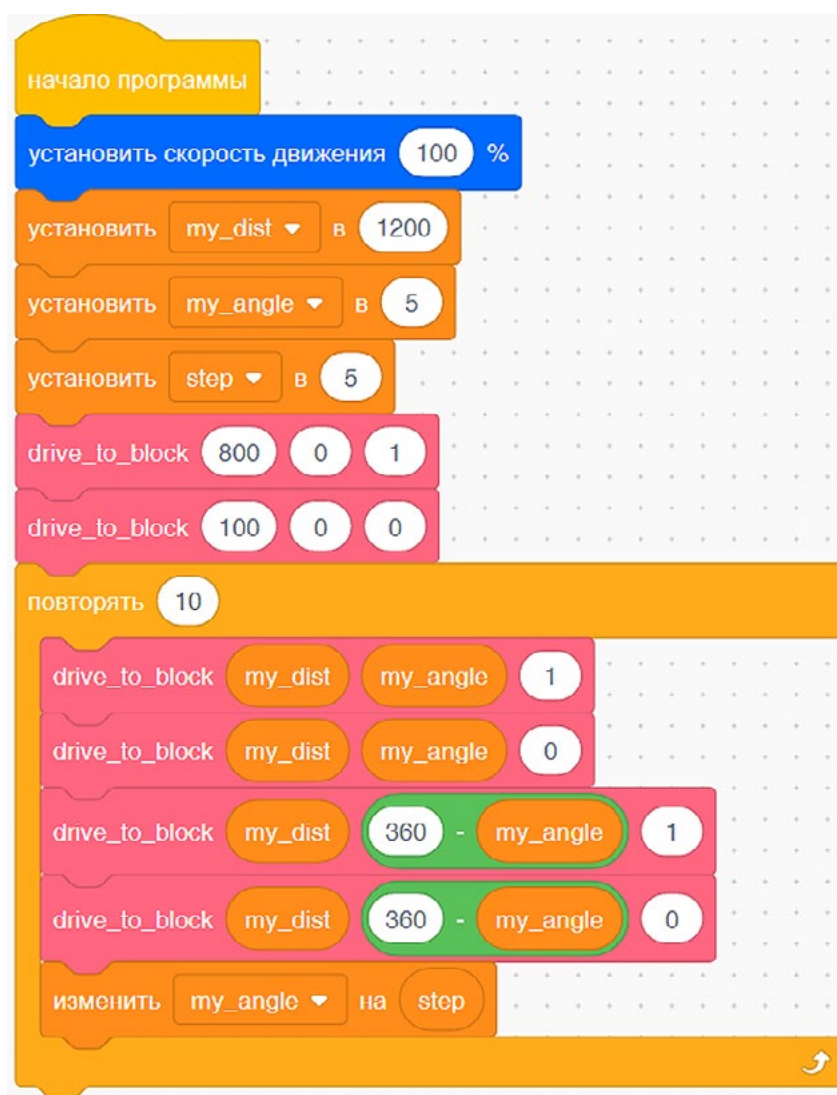 начало программы
установить скорость движения 100 %
установить my_dist в 1200
установить my_angle в 5
установить step в 5
drive_to_block 800 0 1
drive_to_block 100 0 0
повторять 10
drive_to_block my_dist my_angle 1
drive_to_block my_dist my_angle 0
drive_to_block my_dist 360 - my_angle 1
drive_to_block my_dist 360 - my_angle 0
изменить my_angle на step